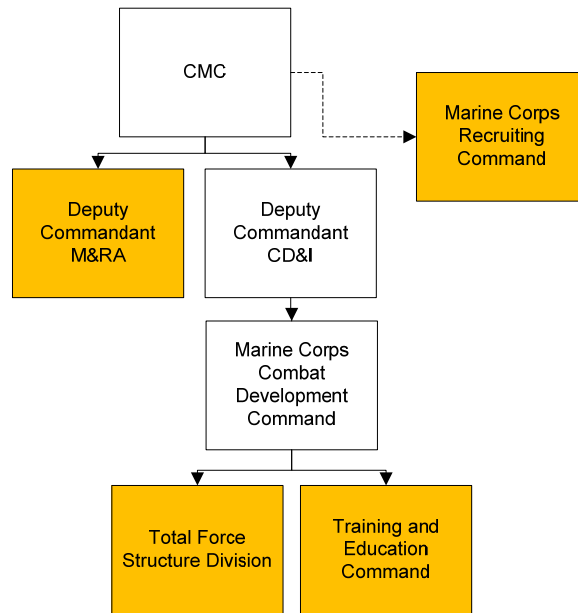 CMC
Marine Corps
Recruiting
Command
Deputy
Commandant
M&RA
Deputy
Commandant
CD&I
Marine Corps
Combat
Development
Command
Total Force
Structure Division
Training and
Education
Command